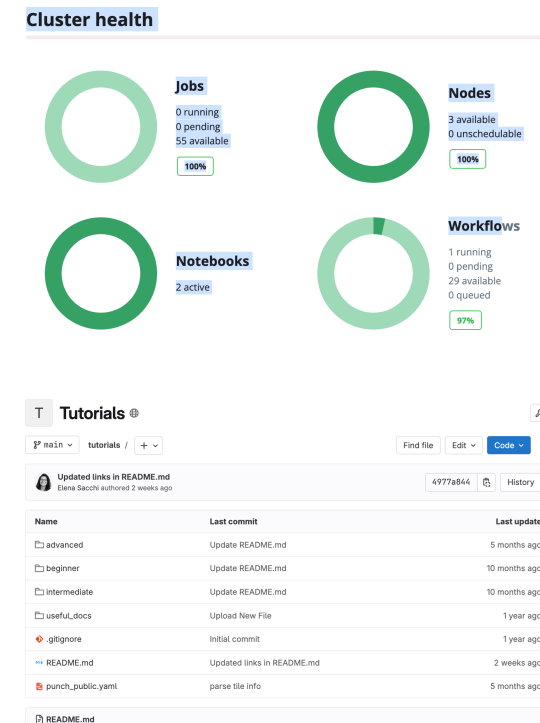 Cluster health
Jobs
0 running
0 pending
55 available
100%
Nodes
3 available
0 unschedulable
100%
Notebooks
2 active
Workflows
1 running
0 pending
29 available
0 queued
97%
T Tutorials
main tutorials / + Find file Edit Code
Updated links in README.md
Elena Sacchi authored 2 weeks ago
4977a844 History
Name Last commit Last update
advanced Update README.md 5 months ago
beginner Update README.md 10 months ago
intermediate Update README.md 10 months ago
useful_docs Upload New File 1 year ago
.gitignore Initial commit 1 year ago
README.md Updated links in README.md 2 weeks ago
punch_public.yaml parse tile info 5 months ago
README.md